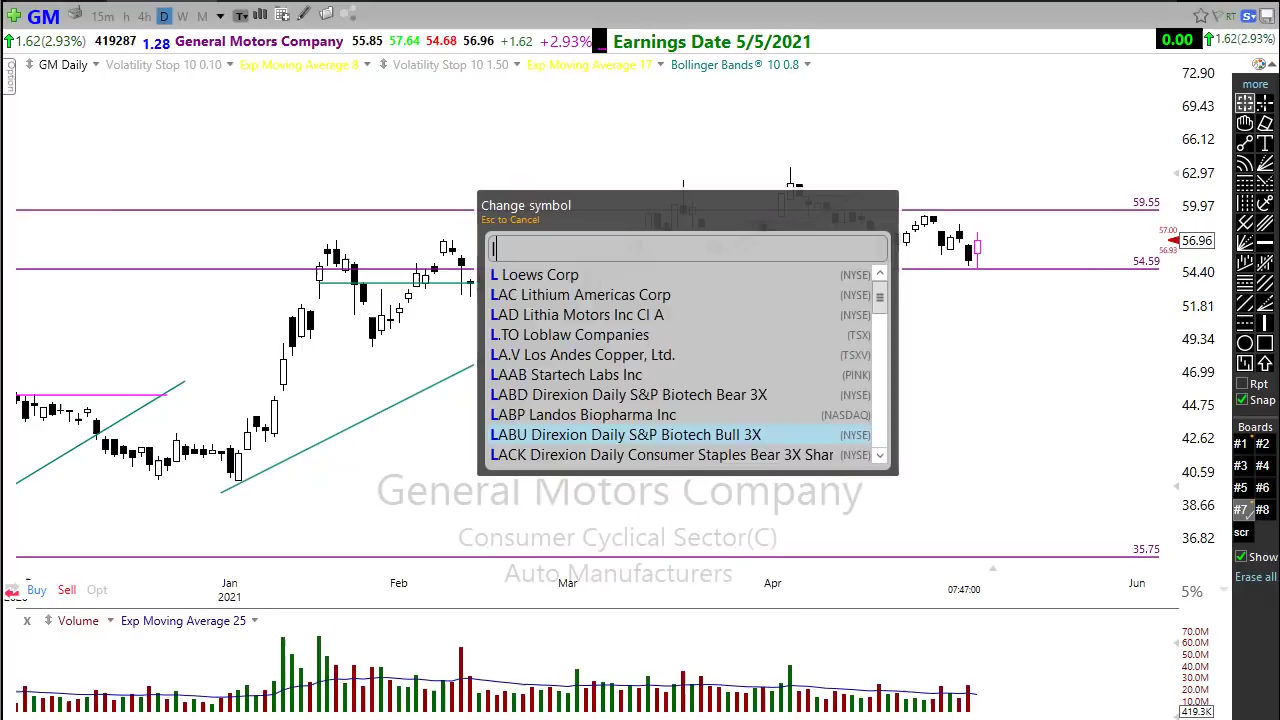 GM 15m h 4h D W M T RT S
1.62(2.93%) 419287 1.28 General Motors Company 55.85 57.64 54.68 56.96 +1.62 +2.93% Earnings Date 5/5/2021 0.00 1.62(2.93%)
Option
GM Daily Volatility Stop 10 0.10 Exp Moving Average 8 Volatility Stop 10 1.50 Exp Moving Average 17 Bollinger Bands® 10 0.8
72.90
69.43
66.12
62.97
59.55
59.97
57.00
56.96
56.93
54.59
54.40
51.81
49.34
46.99
44.75
42.62
40.59
38.66
36.82
35.75
Change symbol
Esc to Cancel
l
L Loews Corp (NYSE)
LAC Lithium Americas Corp (NYSE)
LAD Lithia Motors Inc Cl A (NYSE)
L.TO Loblaw Companies (TSX)
LA.V Los Andes Copper, Ltd. (TSXV)
LAAB Startech Labs Inc (PINK)
LABD Direxion Daily S&P Biotech Bear 3X (NYSE)
LABP Landos Biopharma Inc (NASDAQ)
LABU Direxion Daily S&P Biotech Bull 3X (NYSE)
LACK Direxion Daily Consumer Staples Bear 3X Shar (NYSE)
General Motors Company
Consumer Cyclical Sector(C)
Auto Manufacturers
Buy Sell Opt
Jan Feb Mar Apr Jun
2021
07:47:00
5%
X Volume Exp Moving Average 25
70.0M
60.0M
50.0M
40.0M
30.0M
20.0M
10.0M
419.3K
more
T
Rpt
Snap
Boards
#1 #2
#3 #4
#5 #6
#7 #8
scr
Show
Erase all